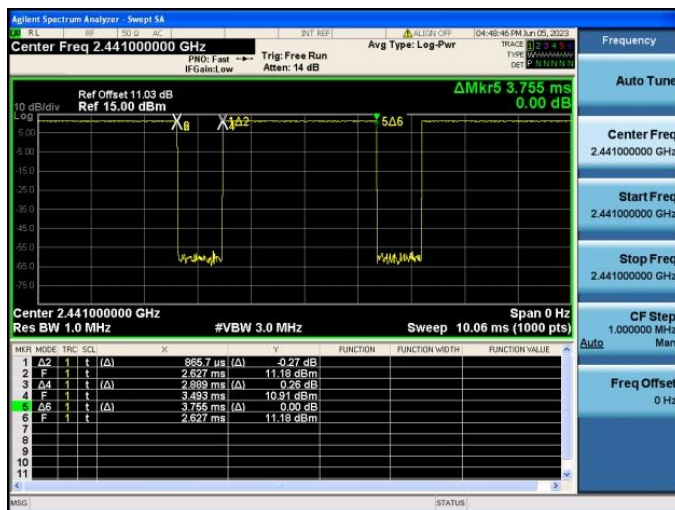 Agilent Spectrum Analyzer - Swept SA
RL RF 50 Ω AC INT REF ALIGN OFF 04:48:46 PM Jun 05, 2023
Center Freq 2.441000000 GHz
PNO: Fast
IFGain:Low
Trig: Free Run
Atten: 14 dB
Avg Type: Log-Pwr
TRACE 1 2 3 4 5 6
TYPE
DET P N N N N N
Ref Offset 11.03 dB
10 dB/div Ref 15.00 dBm
ΔMkr5 3.755 ms
0.00 dB
Log
5.00
-5.00
-15.0
-25.0
-35.0
-45.0
-55.0
-65.0
-75.0
1Δ2
5Δ6
Center 2.441000000 GHz Span 0 Hz
Res BW 1.0 MHz #VBW 3.0 MHz Sweep 10.06 ms (1000 pts)
MKR MODE TRC SCL X Y FUNCTION FUNCTION WIDTH FUNCTION VALUE
1 Δ2 1 t (Δ) 865.7 µs (Δ) -0.27 dB
2 F 1 t 2.627 ms 11.18 dBm
3 Δ4 1 t (Δ) 2.889 ms (Δ) 0.26 dB
4 F 1 t 3.493 ms 10.91 dBm
5 Δ6 1 t (Δ) 3.755 ms (Δ) 0.00 dB
6 F 1 t 2.627 ms 11.18 dBm
7
8
9
10
11
MSG STATUS
Frequency
Auto Tune
Center Freq
2.441000000 GHz
Start Freq
2.441000000 GHz
Stop Freq
2.441000000 GHz
CF Step
1.000000 MHz
Auto Man
Freq Offset
0 Hz